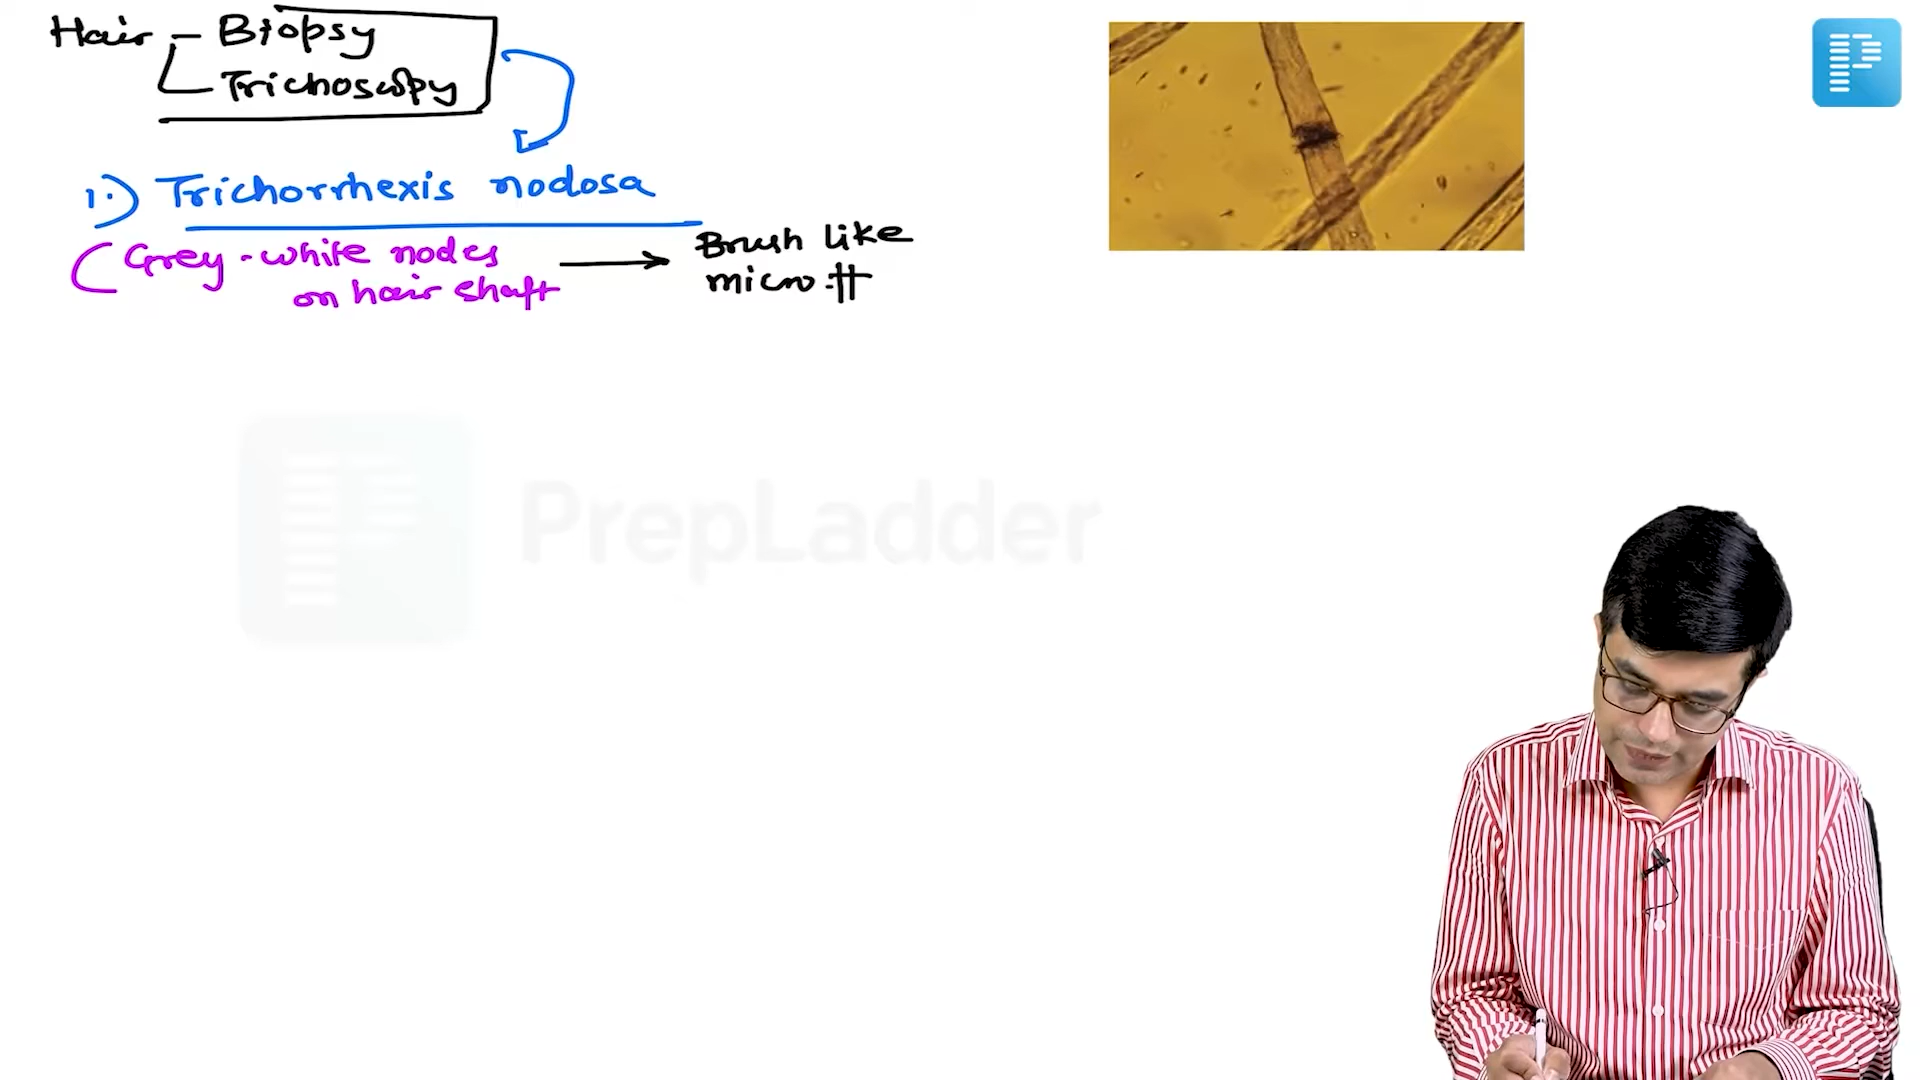 Hair - Biopsy
Trichoscopy
1.) Trichorrhexis nodosa
(Grey-white nodes
on hair shaft → Brush like
micro.#
PrepLadder